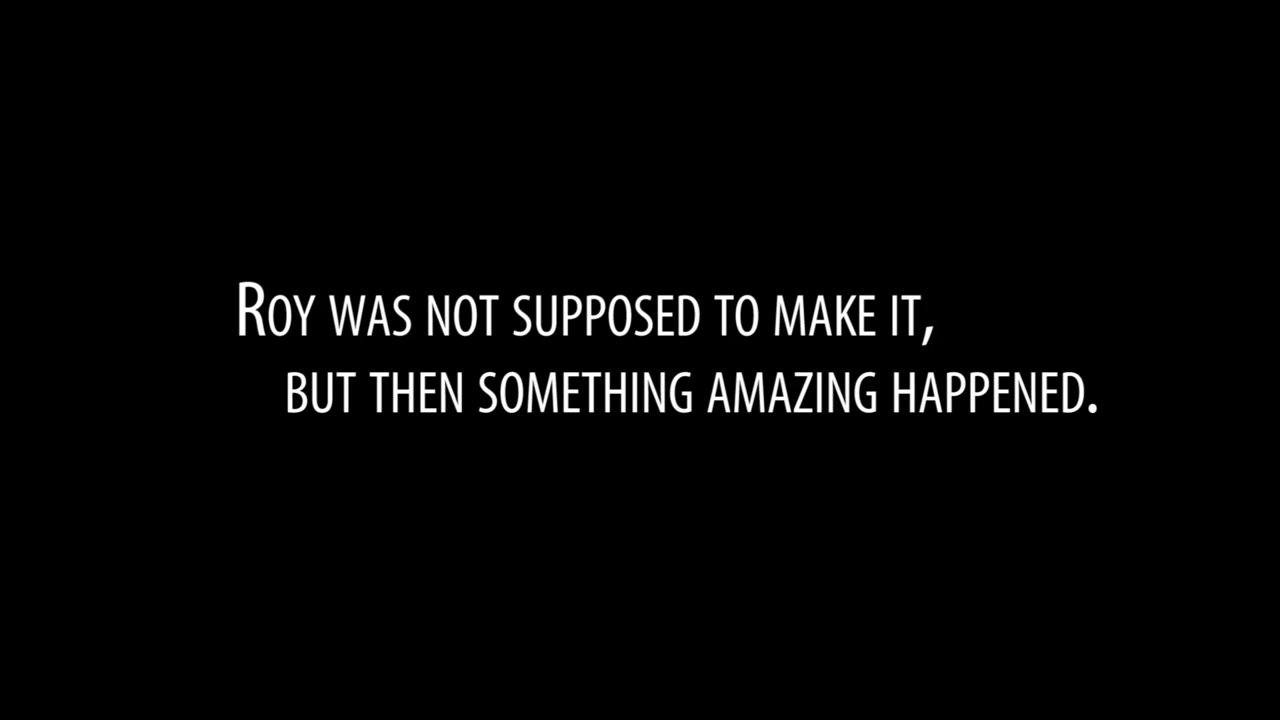 Roy was not supposed to make it,
but then something amazing happened.